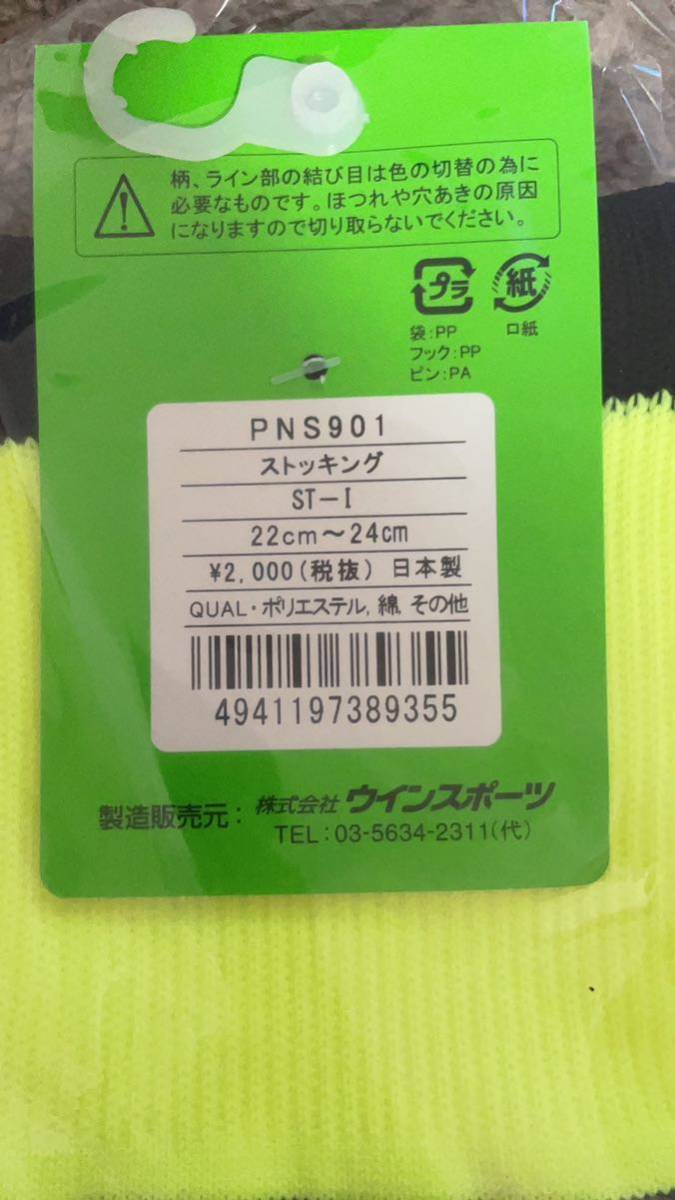 柄、ライン部の結び目は色の切替の為に
必要なものです。ほつれや穴あきの原因
になりますので切り取らないでください。
プラ 紙
袋:PP 口紙
フック:PP
ピン:PA
PNS901
ストッキング
ST-I
22cm〜24cm
¥2,000(税抜) 日本製
QUAL・ポリエステル, 綿 その他
4941197389355
製造販売元: 株式会社 ウインスポーツ
TEL:03-5634-2311(代)